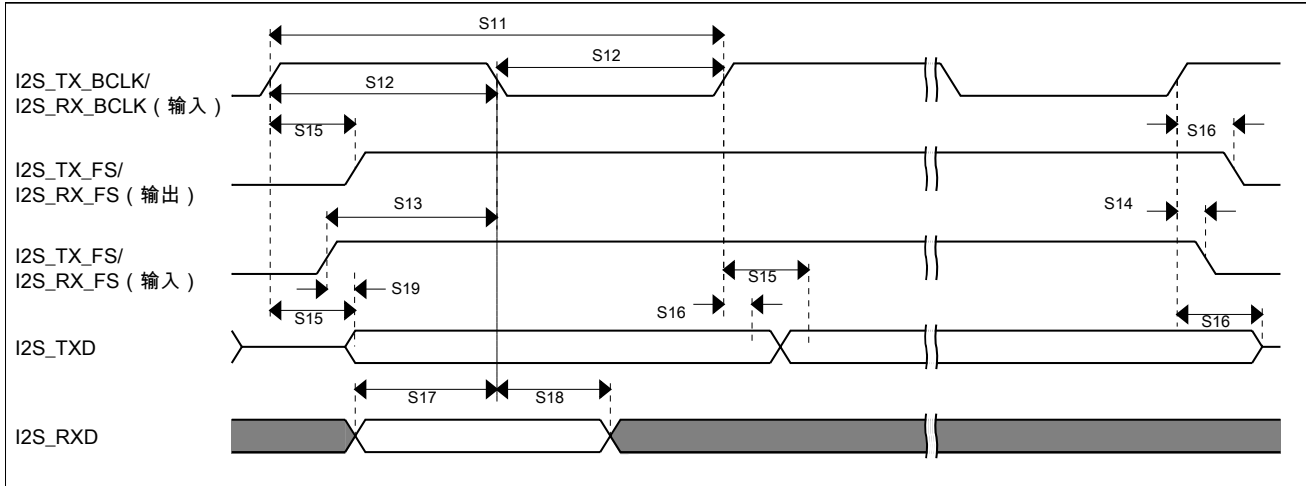 S11
S12
I2S_TX_BCLK/
I2S_RX_BCLK（输入）
S12
S15
S16
I2S_TX_FS/
I2S_RX_FS（输出）
S13
S14
I2S_TX_FS/
I2S_RX_FS（输入）
S19
S15
S15
S16
S16
I2S_TXD
S17
S18
I2S_RXD